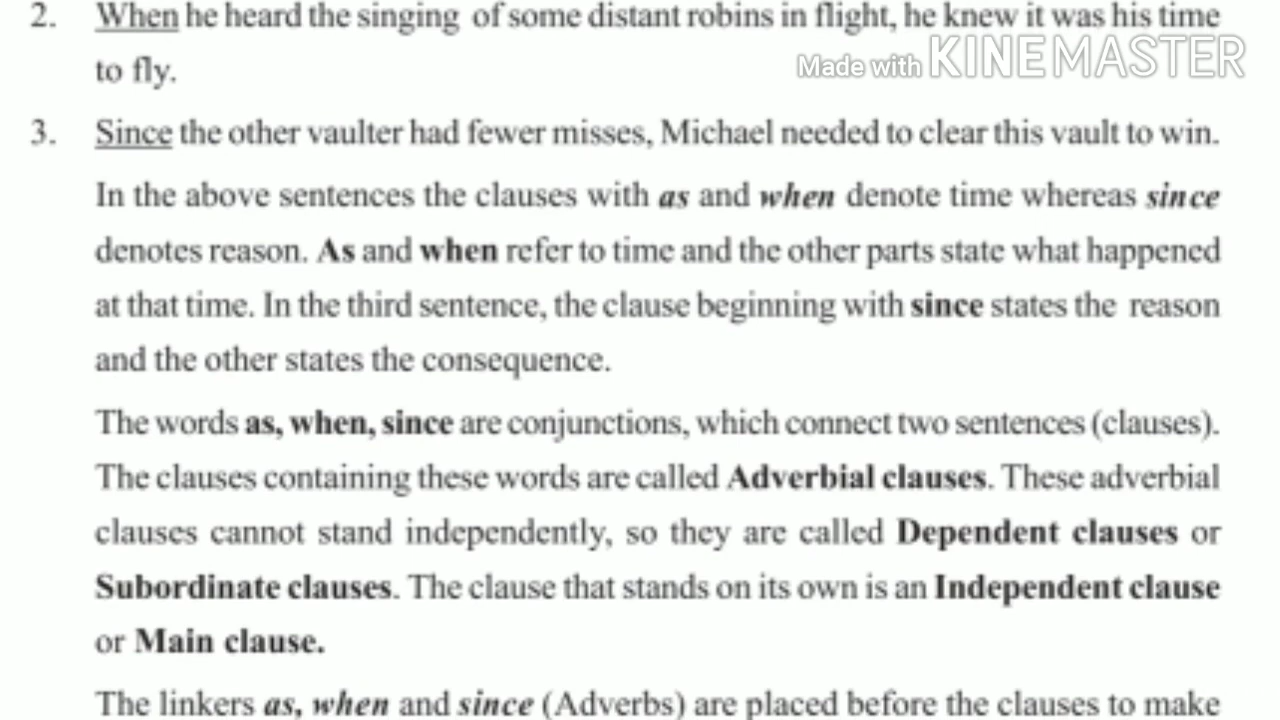 2. When he heard the singing of some distant robins in flight, he knew it was his time
Made with KINEMASTER
to fly.
3. Since the other vaulter had fewer misses, Michael needed to clear this vault to win.
In the above sentences the clauses with as and when denote time whereas since
denotes reason. As and when refer to time and the other parts state what happened
at that time. In the third sentence, the clause beginning with since states the reason
and the other states the consequence.
The words as, when, since are conjunctions, which connect two sentences (clauses).
The clauses containing these words are called Adverbial clauses. These adverbial
clauses cannot stand independently, so they are called Dependent clauses or
Subordinate clauses. The clause that stands on its own is an Independent clause
or Main clause.
The linkers as, when and since (Adverbs) are placed before the clauses to make